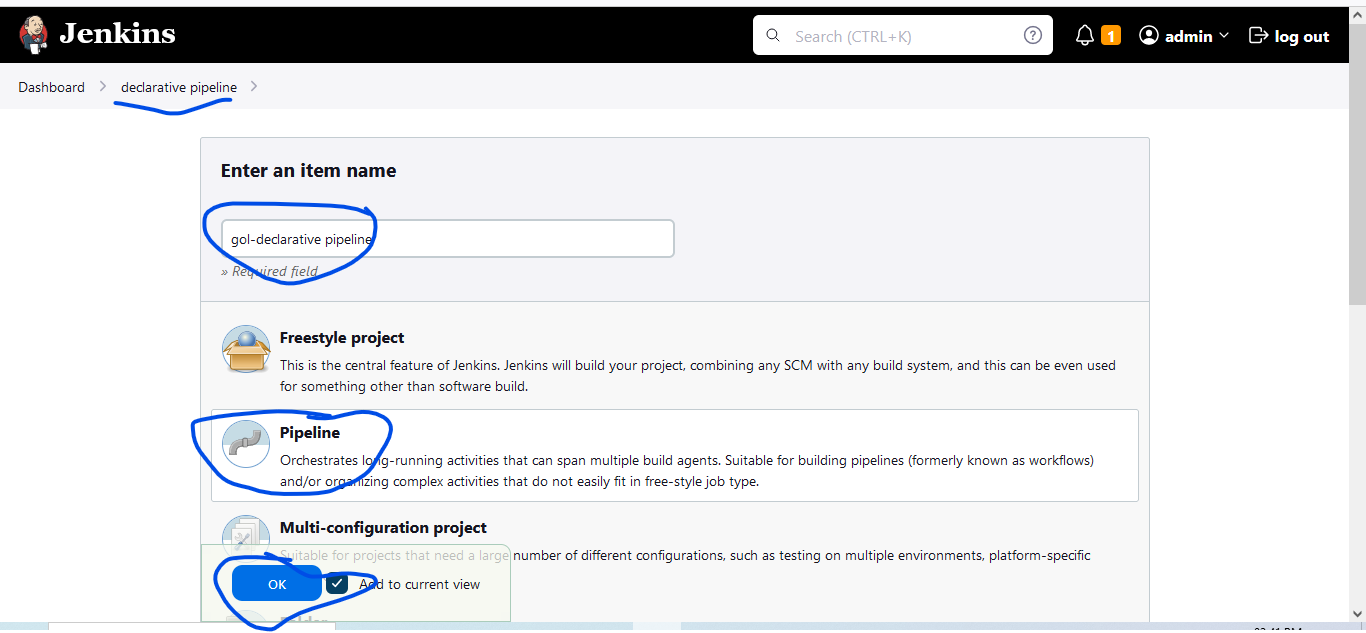 Jenkins
Search (CTRL+K)
1
admin
log out
Dashboard
declarative pipeline
Enter an item name
gol-declarative pipeline
» Required field
Freestyle project
This is the central feature of Jenkins. Jenkins will build your project, combining any SCM with any build system, and this can be even used
for something other than software build.
Pipeline
Orchestrates long-running activities that can span multiple build agents. Suitable for building pipelines (formerly known as workflows)
and/or organizing complex activities that do not easily fit in free-style job type.
Multi-configuration project
Suitable for projects that need a large number of different configurations, such as testing on multiple environments, platform-specific
OK
Add to current view
Folder